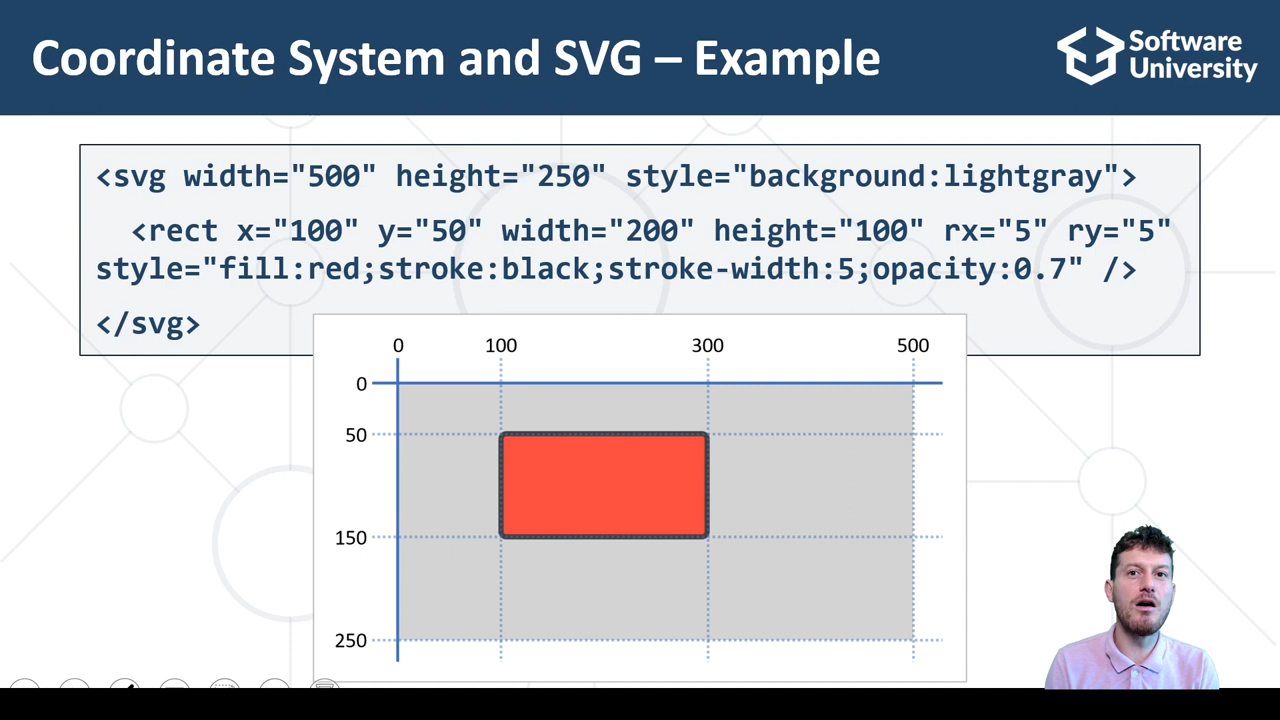 Coordinate System and SVG – Example
Software
University
<svg width="500" height="250" style="background:lightgray">
<rect x="100" y="50" width="200" height="100" rx="5" ry="5"
style="fill:red;stroke:black;stroke-width:5;opacity:0.7" />
</svg>
0 100 300 500
0
50
150
250